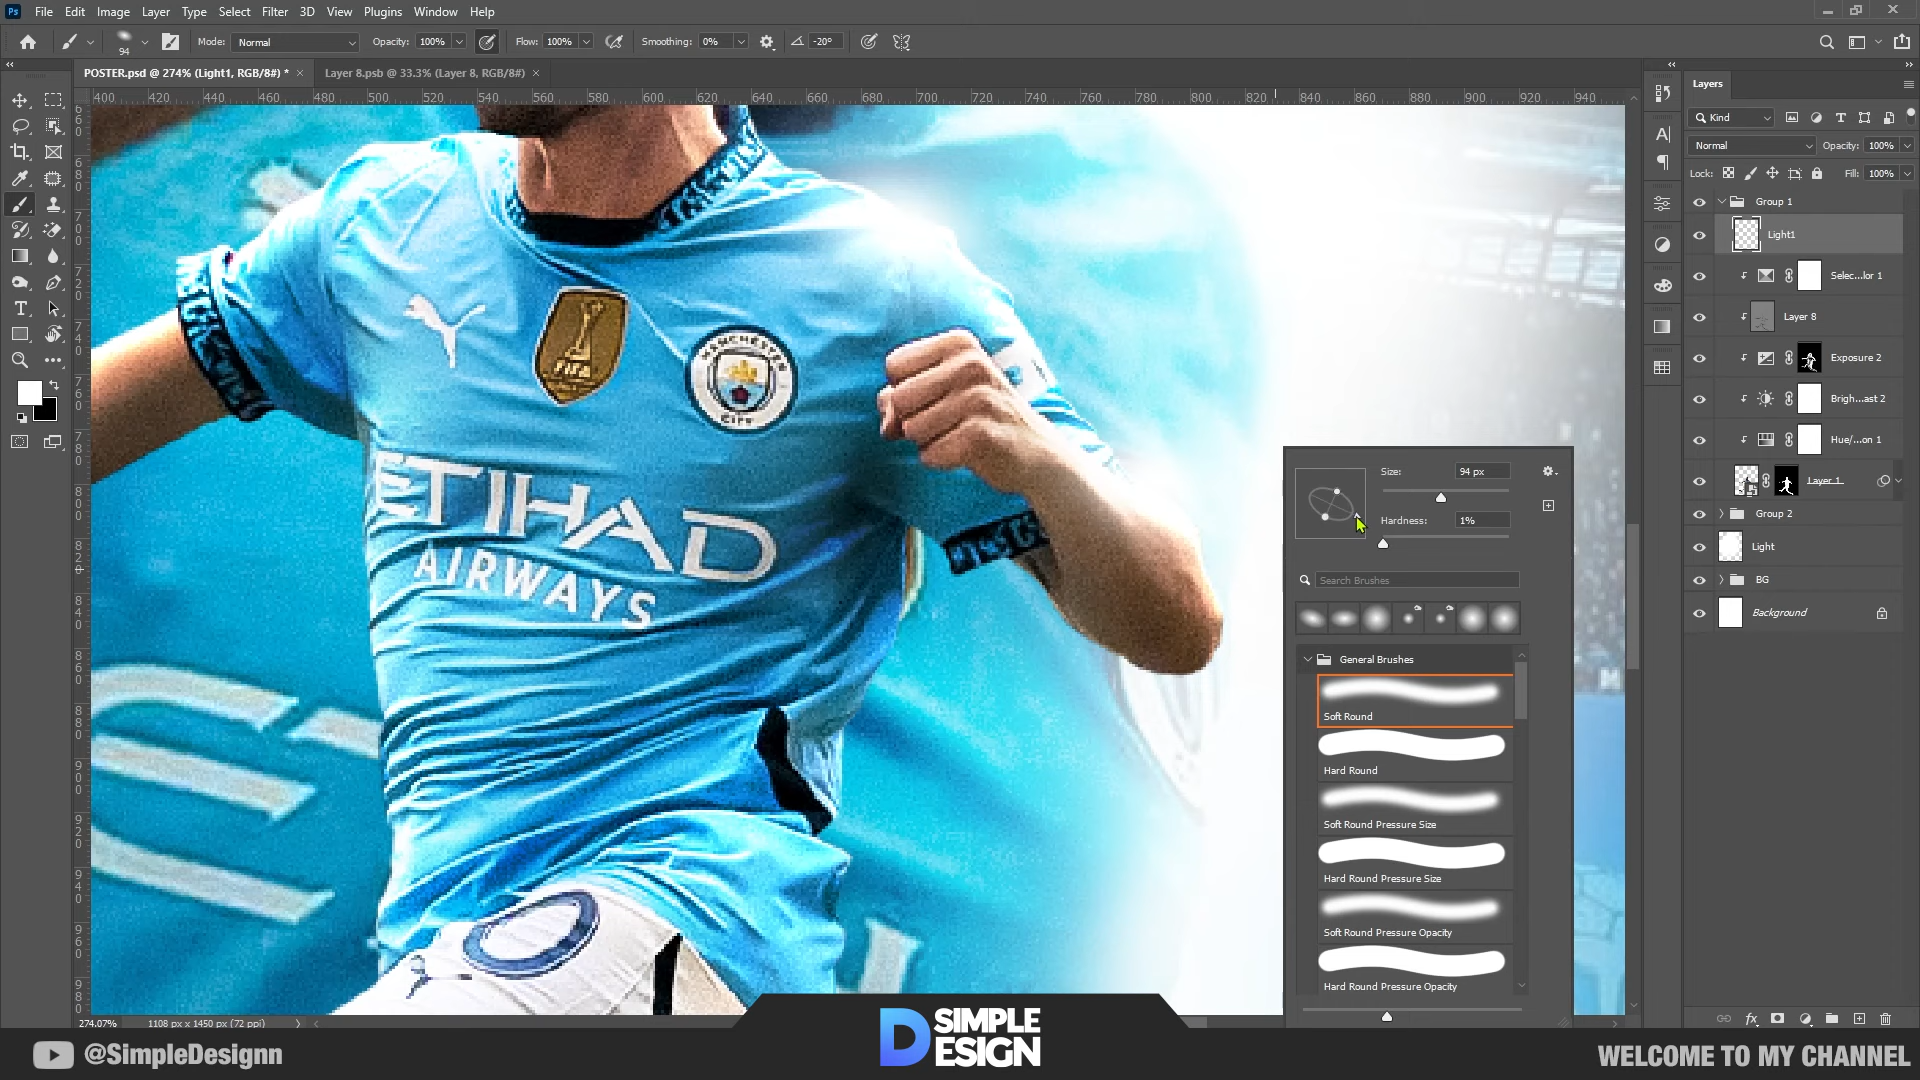 Ps File Edit Image Layer Type Select Filter 3D View Plugins Window Help
94 Mode: Normal Opacity: 100% Flow: 100% Smoothing: 0% -20°
POSTER.psd @ 274% (Light1, RGB/8#) * × Layer 8.psb @ 33.3% (Layer 8, RGB/8#) ×
400 420 440 460 480 500 520 540 560 580 600 620 640 660 680 700 720 740 760 780 800 820 840 860 880 900 920 940
Layers
Kind
Normal Opacity: 100%
Lock: Fill: 100%
Group 1
Light1
Selec...lor 1
Layer 8
Exposure 2
Brigh...ast 2
Hue/...on 1
Layer 1
Group 2
Light
BG
Background
FIFA
MANCHESTER
CITY
ETIHAD
AIRWAYS
Size: 94 px
Hardness: 1%
Search Brushes
General Brushes
Soft Round
Hard Round
Soft Round Pressure Size
Hard Round Pressure Size
Soft Round Pressure Opacity
Hard Round Pressure Opacity
274.07% 1108 px x 1450 px (72 ppi)
@SimpleDesignn
D SIMPLE
ESIGN
WELCOME TO MY CHANNEL